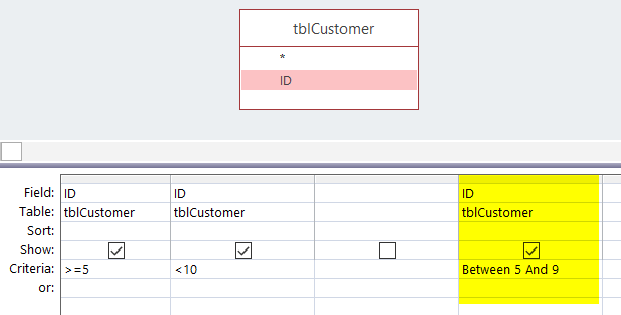 tblCustomer
*
ID
Field: ID ID ID
Table: tblCustomer tblCustomer tblCustomer
Sort:
Show:
Criteria: >=5 <10 Between 5 And 9
or: